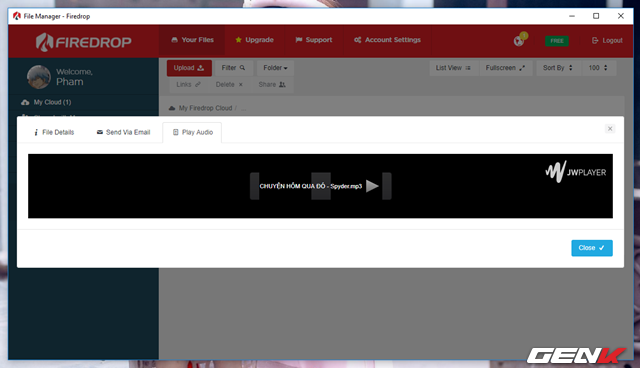 File Manager - Firedrop
FIREDROP
Your Files
Upgrade
Support
Account Settings
FREE
Logout
Welcome,
Pham
My Cloud (1)
Upload
Filter
Folder
List View
Fullscreen
Sort By
100
Links
Delete
Share
My Firedrop Cloud
...
File Details
Send Via Email
Play Audio
CHUYỆN HÔM QUA ĐÓ - Spyder.mp3
JWPLAYER
Close
GENK